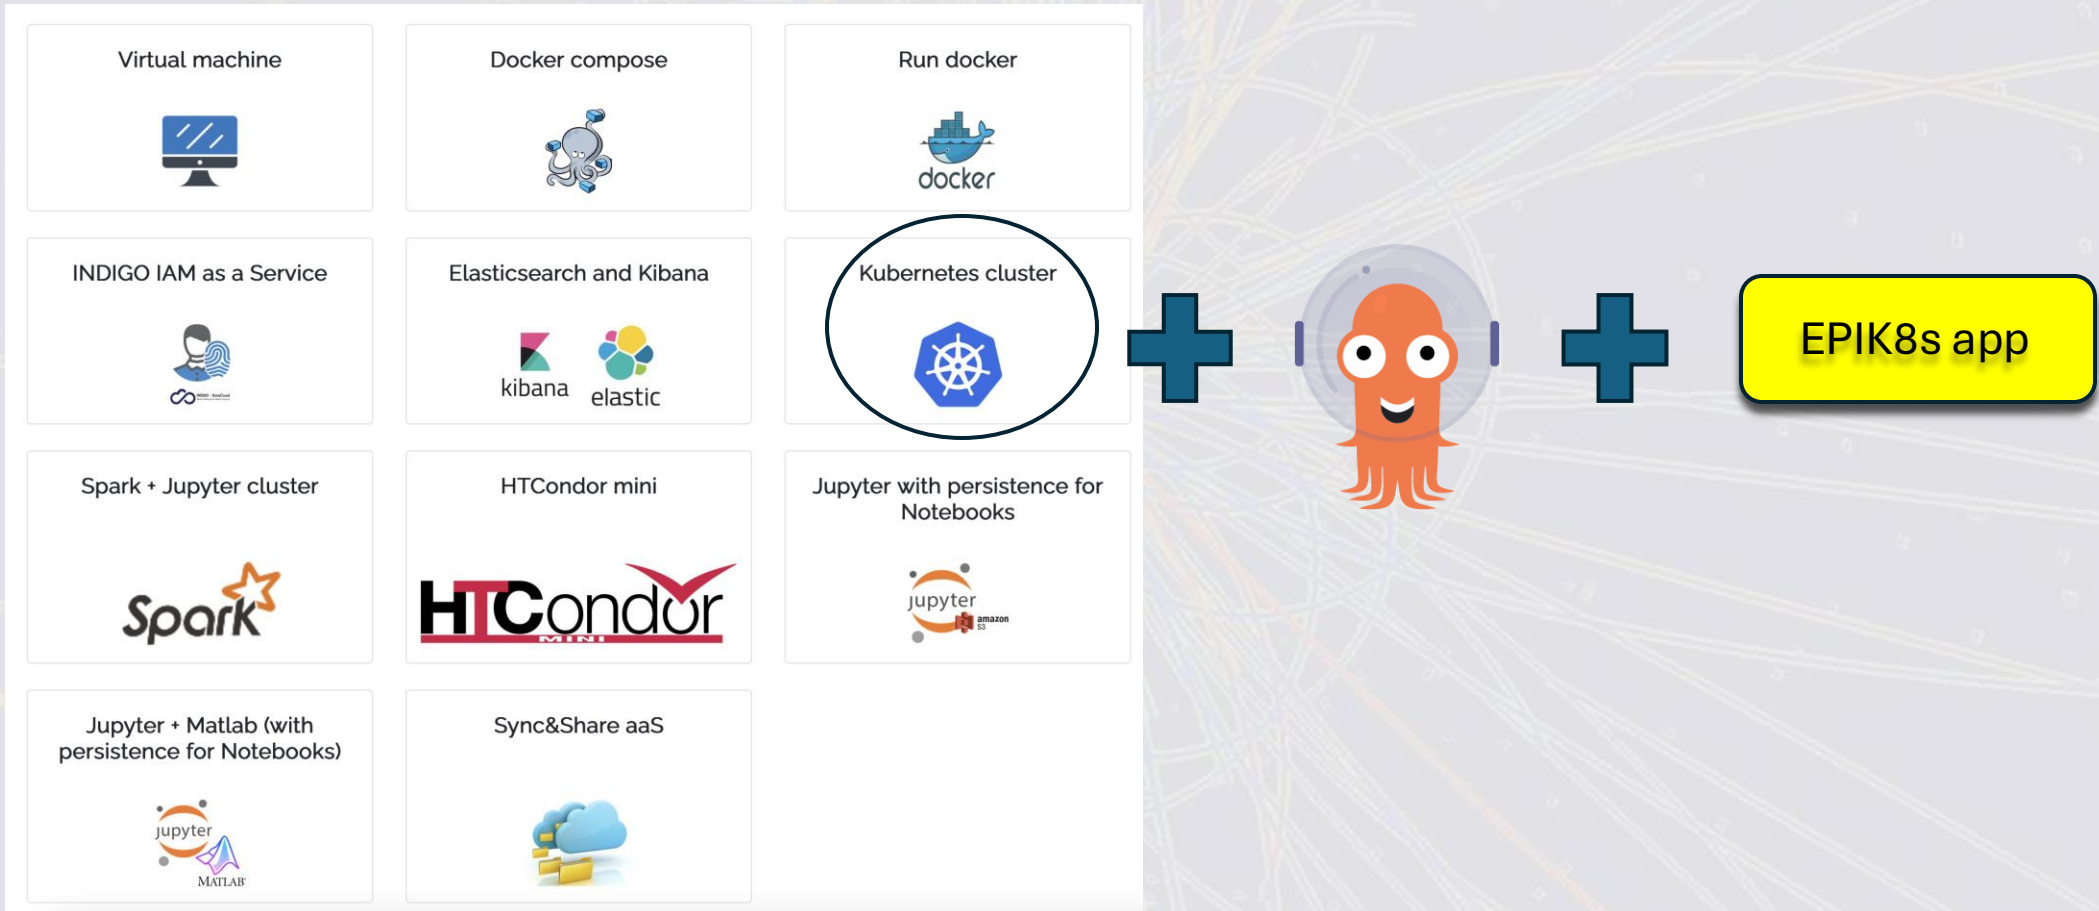 Virtual machine
Docker compose
Run docker
docker
INDIGO IAM as a Service
Elasticsearch and Kibana
Kubernetes cluster
kibana
elastic
EPIK8s app
Spark + Jupyter cluster
HTCondor mini
Jupyter with persistence for
Notebooks
Spark
HTCondor
MINI
jupyter
amazon
S3
Jupyter + Matlab (with
persistence for Notebooks)
Sync&Share aaS
jupyter
MATLAB